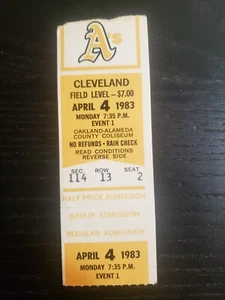 A's
CLEVELAND
FIELD LEVEL — $7.00
APRIL 4 1983
MONDAY 7:35 P.M.
EVENT 1
OAKLAND-ALAMEDA
COUNTY COLISEUM
NO REFUNDS - RAIN CHECK
READ CONDITIONS
REVERSE SIDE
SEC. ROW SEAT
114 13 2
HALF PRICE ADMISSION
GROUP ADMISSION
REGULAR ADMISSION
APRIL 4 1983
MONDAY 7:35 P.M.
EVENT 1